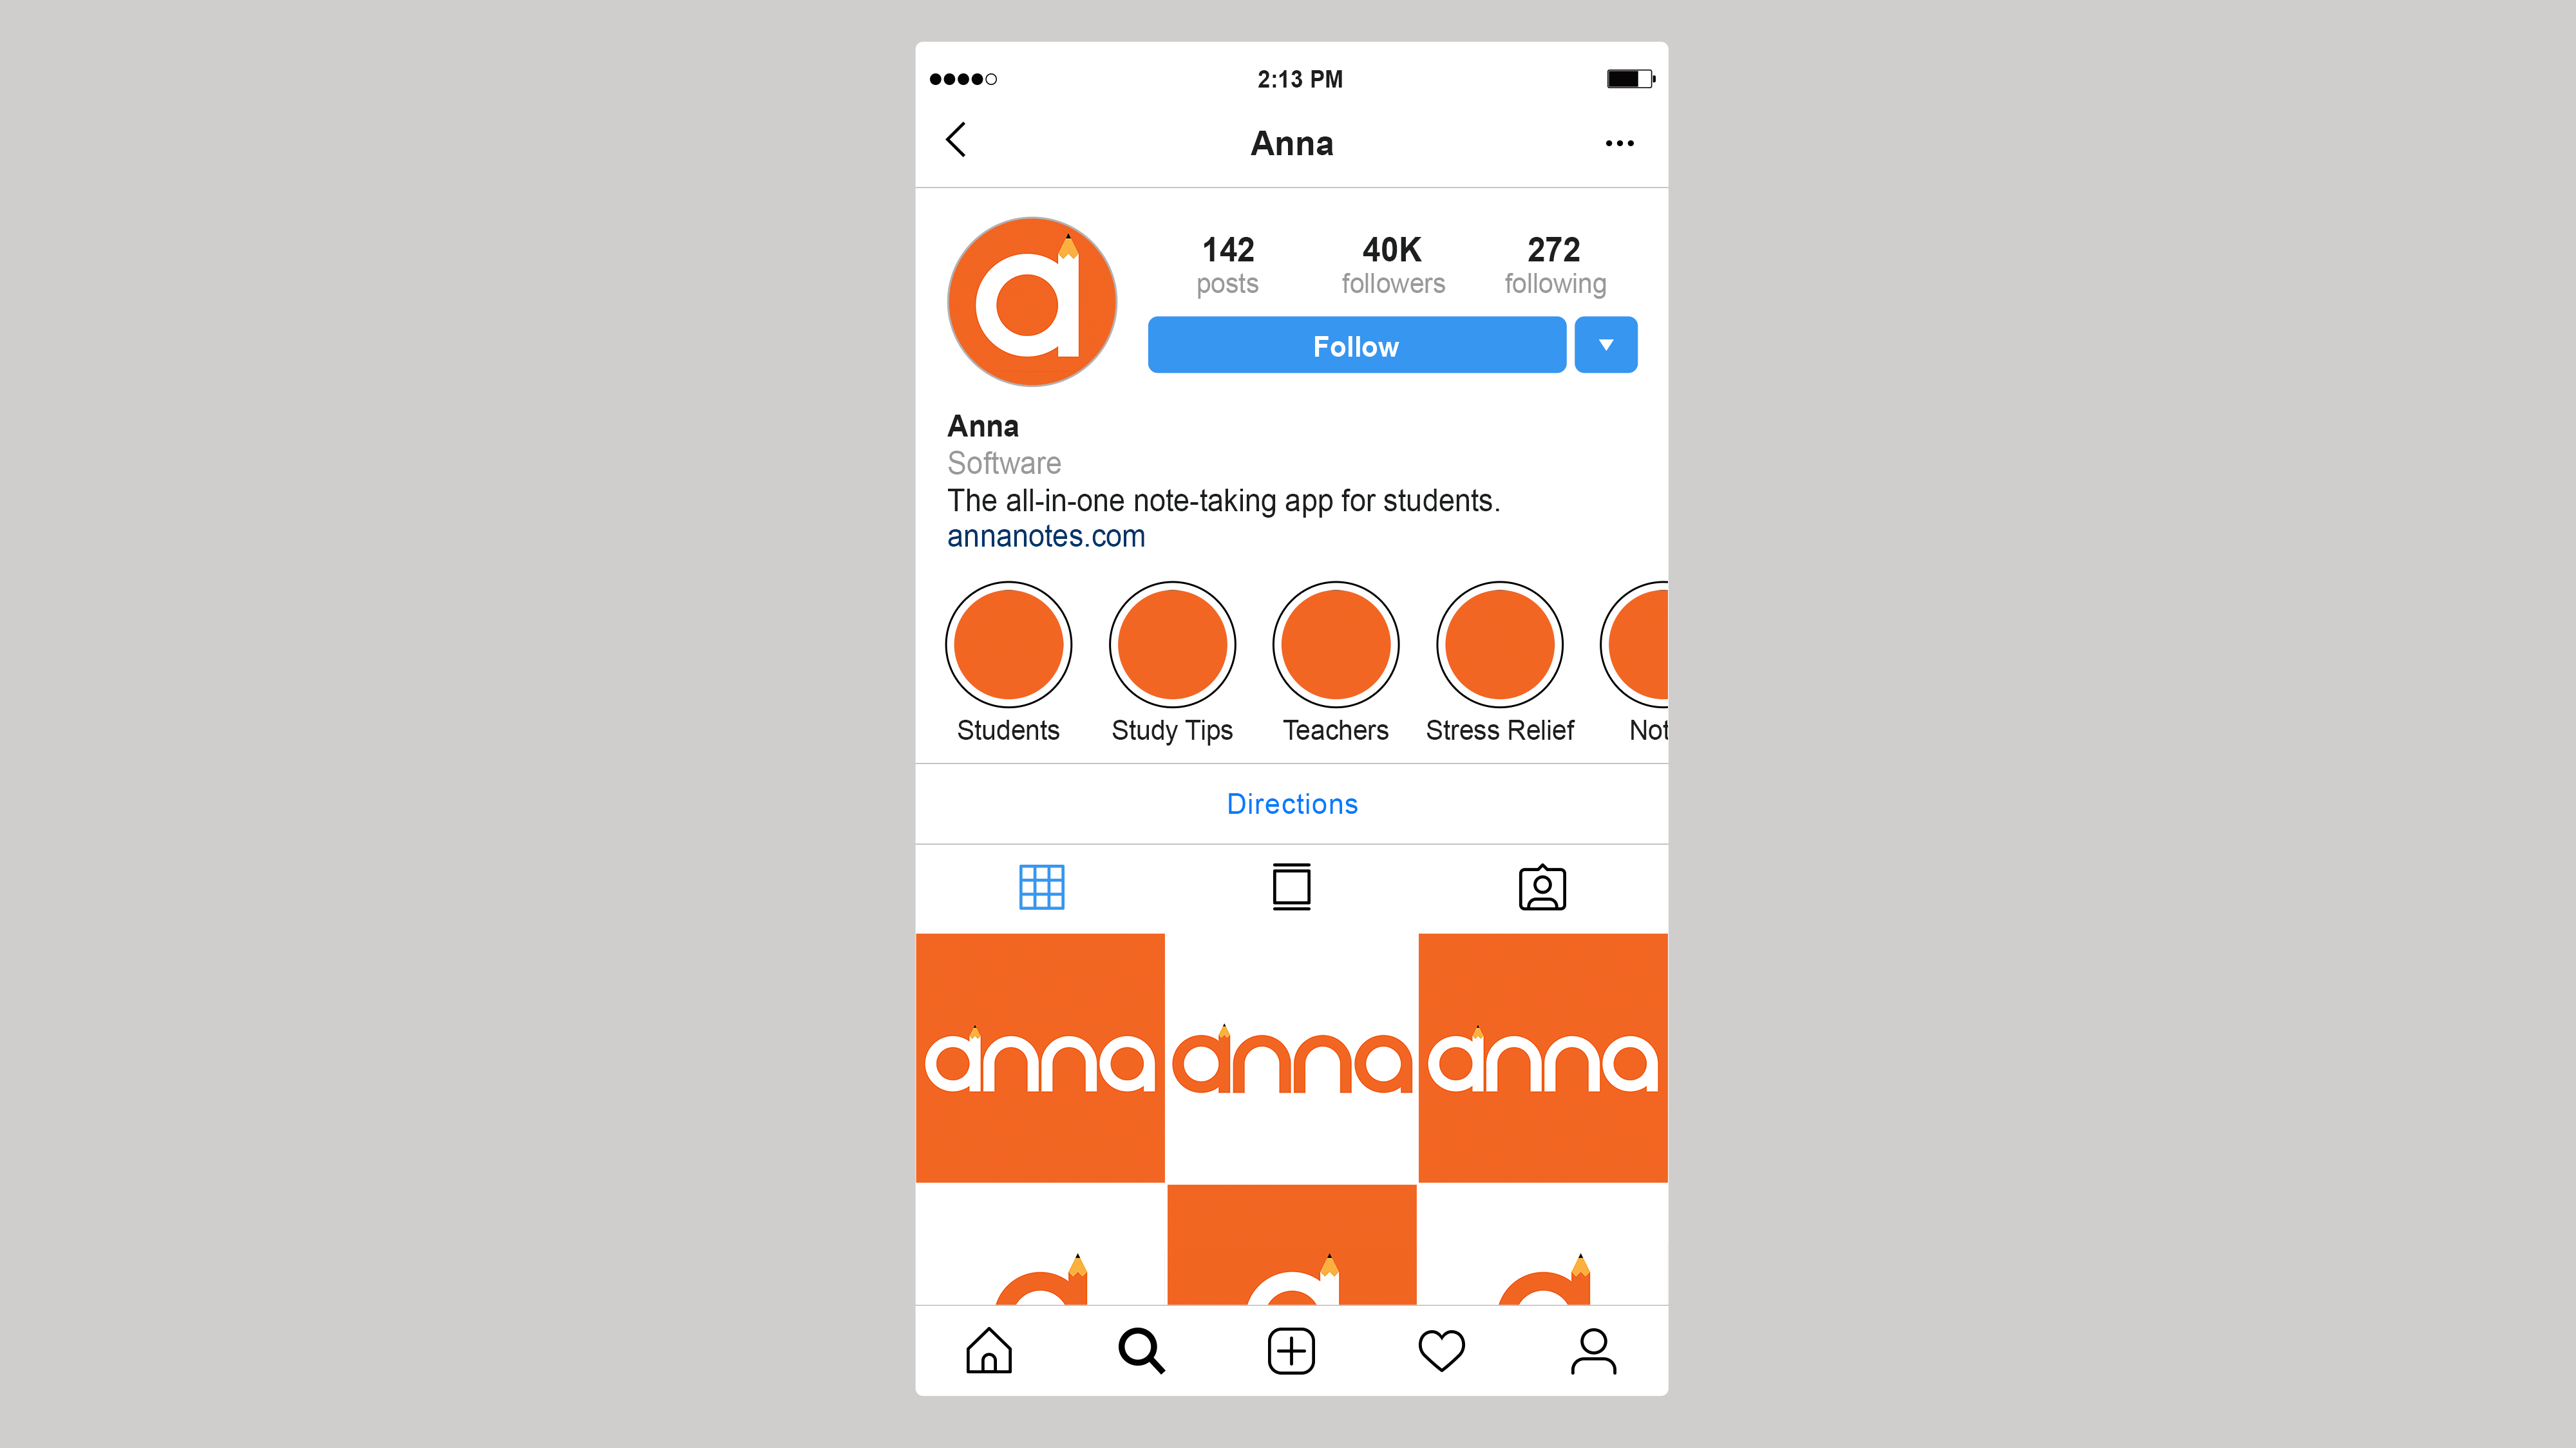 2:13 PM
Anna
142 40K 272
posts followers following
Follow
Anna
Software
The all-in-one note-taking app for students.
annanotes.com
Students Study Tips Teachers Stress Relief Not
Directions
anna anna anna
a a a